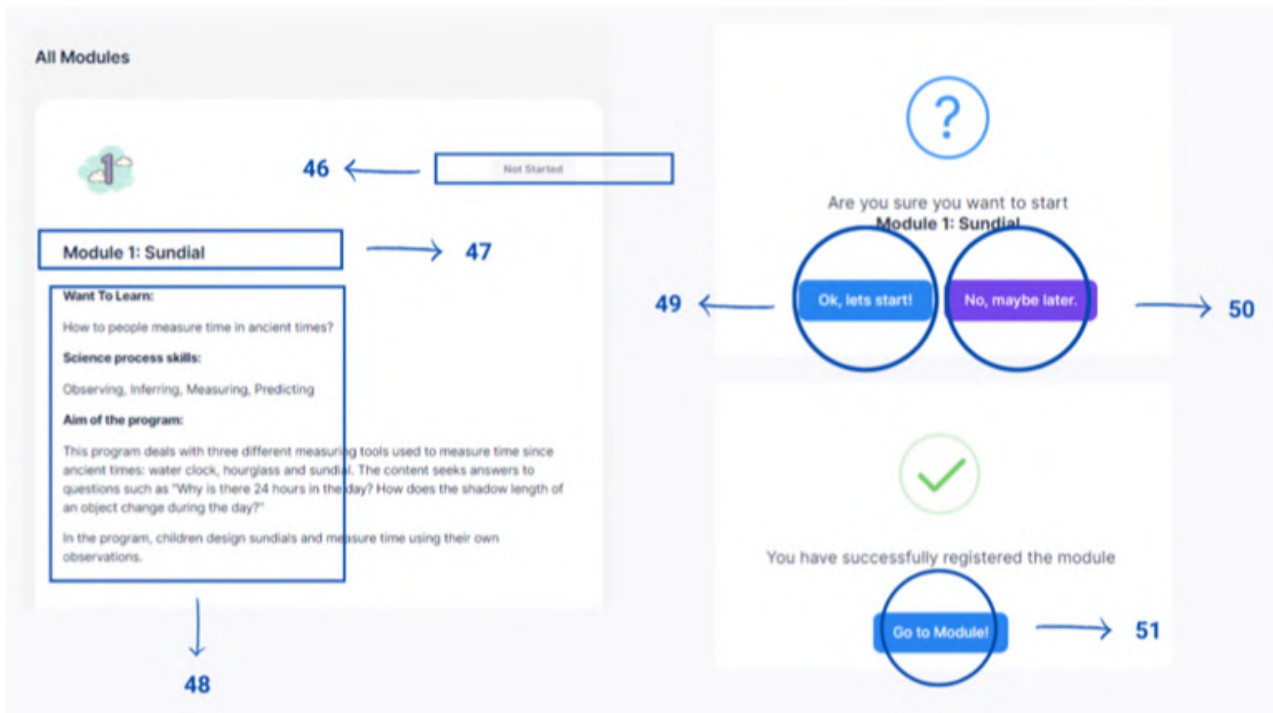 All Modules
1
46
Not Started
Module 1: Sundial
47
Want To Learn:
How to people measure time in ancient times?
Science process skills:
Observing, Inferring, Measuring, Predicting
Aim of the program:
This program deals with three different measuring tools used to measure time since
ancient times: water clock, hourglass and sundial. The content seeks answers to
questions such as "Why is there 24 hours in the day? How does the shadow length of
an object change during the day?"
In the program, children design sundials and measure time using their own
observations.
48
?
Are you sure you want to start
Module 1: Sundial
49
Ok, lets start!
No, maybe later.
50
You have successfully registered the module
Go to Module!
51